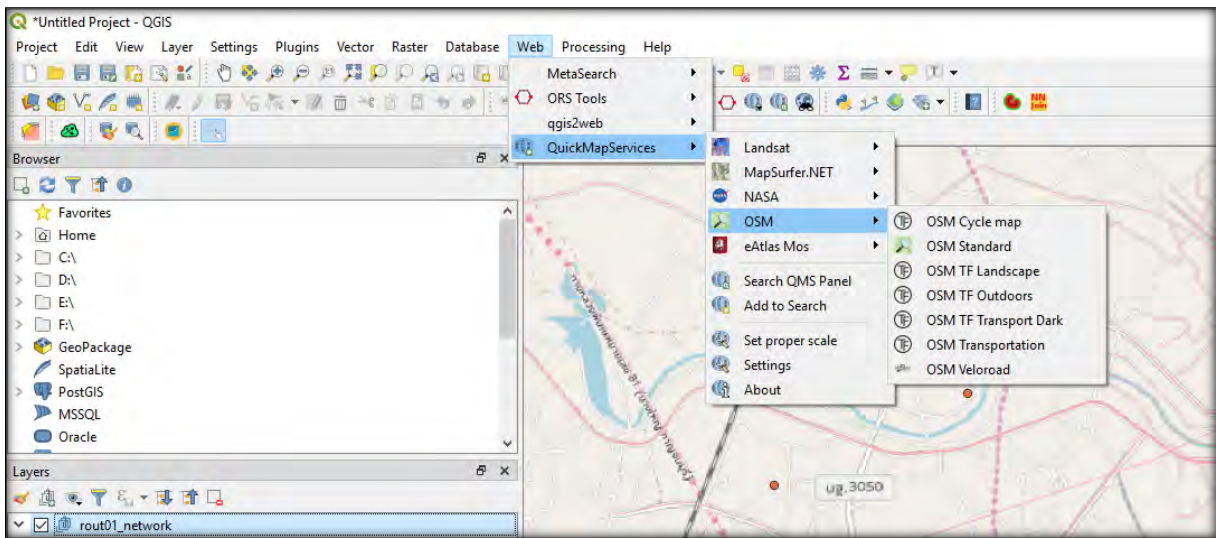 *Untitled Project - QGIS
Project Edit View Layer Settings Plugins Vector Raster Database Web Processing Help
MetaSearch
ORS Tools
qgis2web
QuickMapServices
Landsat
MapSurfer.NET
NASA
OSM
eAtlas Mos
Search QMS Panel
Add to Search
Set proper scale
Settings
About
OSM Cycle map
OSM Standard
OSM TF Landscape
OSM TF Outdoors
OSM TF Transport Dark
OSM Transportation
OSM Veloroad
Browser
Favorites
Home
C:\
D:\
E:\
F:\
GeoPackage
SpatiaLite
PostGIS
MSSQL
Oracle
Layers
rout01_network
3050